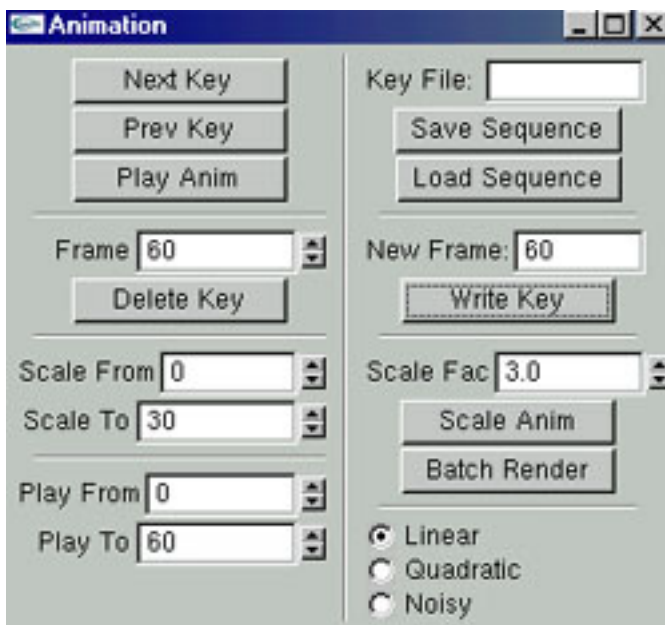 Animation
Next Key
Prev Key
Play Anim
Frame 60
Delete Key
Scale From 0
Scale To 30
Play From 0
Play To 60
Key File:
Save Sequence
Load Sequence
New Frame: 60
Write Key
Scale Fac 3.0
Scale Anim
Batch Render
Linear
Quadratic
Noisy